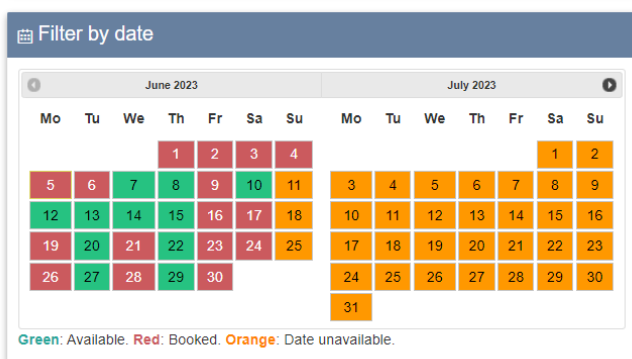 Filter by date
June 2023 July 2023
Mo Tu We Th Fr Sa Su Mo Tu We Th Fr Sa Su
1 2 3 4 1 2
5 6 7 8 9 10 11 3 4 5 6 7 8 9
12 13 14 15 16 17 18 10 11 12 13 14 15 16
19 20 21 22 23 24 25 17 18 19 20 21 22 23
26 27 28 29 30 24 25 26 27 28 29 30
31
Green: Available. Red: Booked. Orange: Date unavailable.